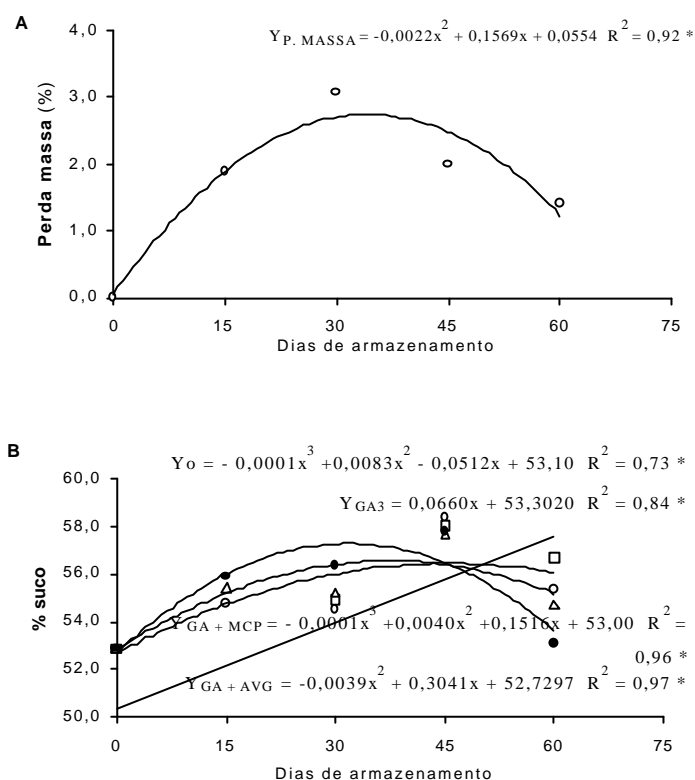 A
Y P. MASSA = -0,0022x2 + 0,1569x + 0,0554 R2 = 0,92 *
4,0
3,0
2,0
1,0
0,0
Perda massa (%)
0 15 30 45 60 75
Dias de armazenamento
B
Yo = - 0,0001x3 +0,0083x2 - 0,0512x + 53,10 R2 = 0,73 *
YGA3 = 0,0660x + 53,3020 R2 = 0,84 *
60,0
58,0
56,0
54,0
52,0
50,0
% suco
Y GA + MCP = - 0,0001x3 +0,0040x2 +0,1516x + 53,00 R2 =
0,96 *
Y GA + AVG = -0,0039x2 + 0,3041x + 52,7297 R2 = 0,97 *
0 15 30 45 60 75
Dias de armazenamento